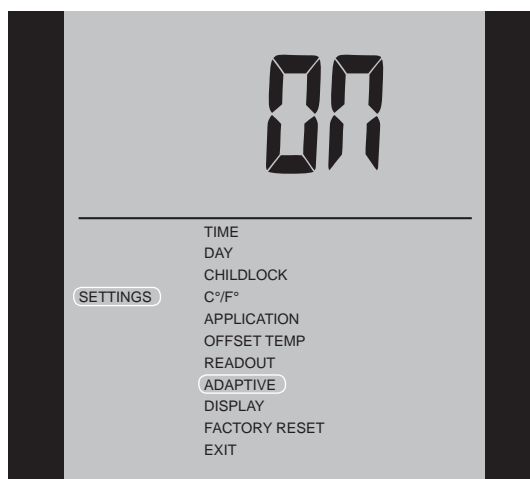 ON
TIME
DAY
CHILDLOCK
SETTINGS C°/F°
APPLICATION
OFFSET TEMP
READOUT
ADAPTIVE
DISPLAY
FACTORY RESET
EXIT